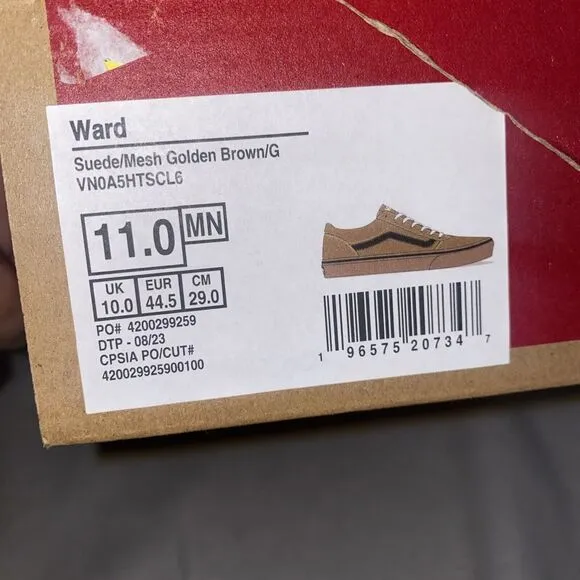 Ward
Suede/Mesh Golden Brown/G
VN0A5HTSCL6
11.0 MN
UK EUR CM
10.0 44.5 29.0
PO# 4200299259
DTP - 08/23
CPSIA PO/CUT#
420029925900100
1 96575 20734 7